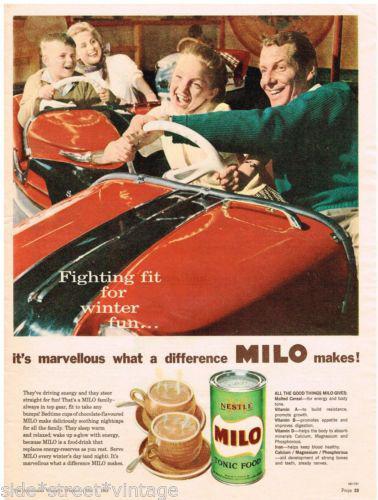 Fighting fit
for
winter
fun...
it's marvellous what a difference MILO makes!
They've driving energy and they steer
straight for fun! That's a MILO family—
always in top gear, fit to take any
bumps! Bedtime cups of chocolate-flavoured
MILO make deliciously soothing nightcaps
for all the family. They sleep warm
and relaxed; wake up aglow with energy,
because MILO is a food-drink that
replaces energy-reserves as you rest. Serve
MILO every winter's day (and night). It's
marvellous what a difference MILO makes.
NESTLÉ
MILO
TONIC FOOD
ALL THE GOOD THINGS MILO GIVES:
Malted Cereal—for energy and body
tone.
Vitamin A—to build resistance,
promote growth.
Vitamin B—promotes appetite and
improves digestion.
Vitamin D—helps the body to absorb
minerals Calcium, Magnesium and
Phosphorous.
Iron—helps keep blood healthy.
Calcium / Magnesium / Phosphorous
—aid development of strong bones
and teeth, steady nerves.
Page 23
side*street*vintage